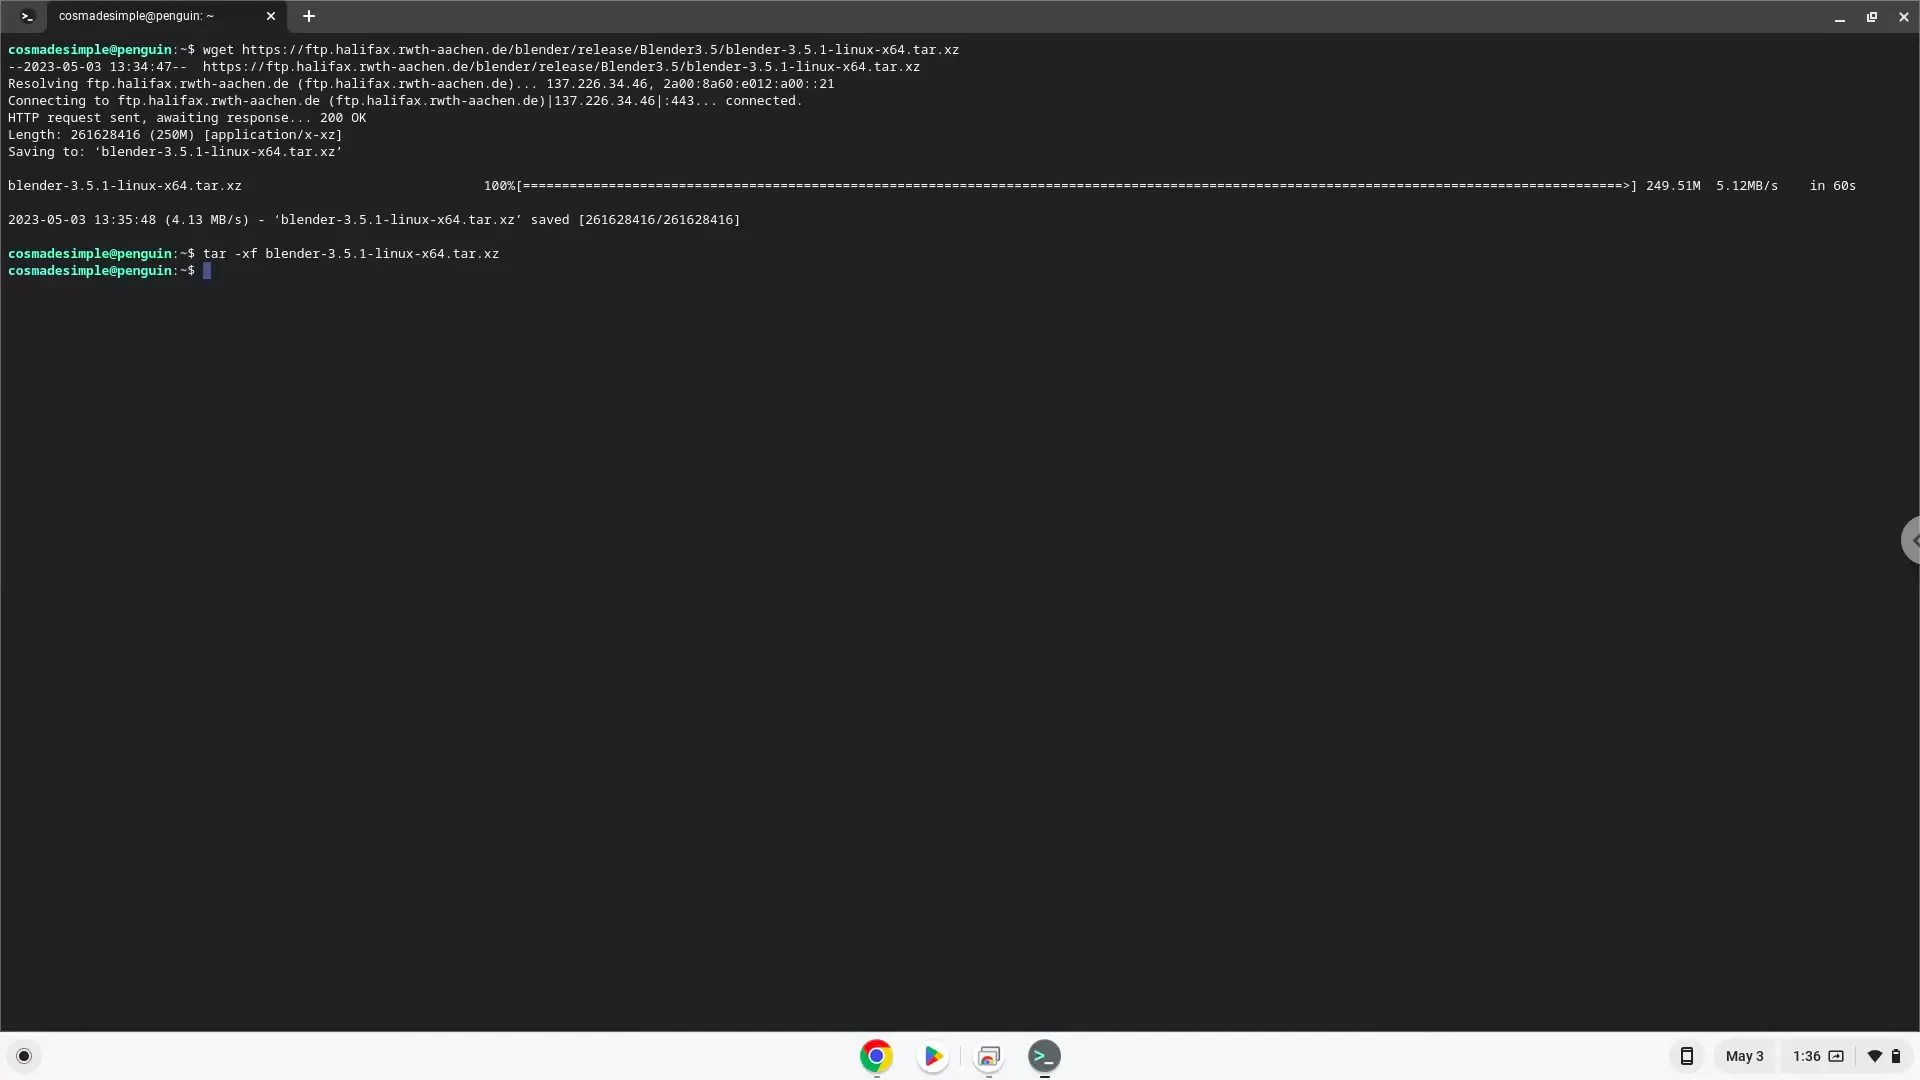 cosmadesimple@penguin: ~
cosmadesimple@penguin:~$ wget https://ftp.halifax.rwth-aachen.de/blender/release/Blender3.5/blender-3.5.1-linux-x64.tar.xz
--2023-05-03 13:34:47--  https://ftp.halifax.rwth-aachen.de/blender/release/Blender3.5/blender-3.5.1-linux-x64.tar.xz
Resolving ftp.halifax.rwth-aachen.de (ftp.halifax.rwth-aachen.de)... 137.226.34.46, 2a00:8a60:e012:a00::21
Connecting to ftp.halifax.rwth-aachen.de (ftp.halifax.rwth-aachen.de)|137.226.34.46|:443... connected.
HTTP request sent, awaiting response... 200 OK
Length: 261628416 (250M) [application/x-xz]
Saving to: ‘blender-3.5.1-linux-x64.tar.xz’
blender-3.5.1-linux-x64.tar.xz 100%[=============================================================================================================================================>] 249.51M 5.12MB/s in 60s
2023-05-03 13:35:48 (4.13 MB/s) - ‘blender-3.5.1-linux-x64.tar.xz’ saved [261628416/261628416]
cosmadesimple@penguin:~$ tar -xf blender-3.5.1-linux-x64.tar.xz
cosmadesimple@penguin:~$
May 3 1:36